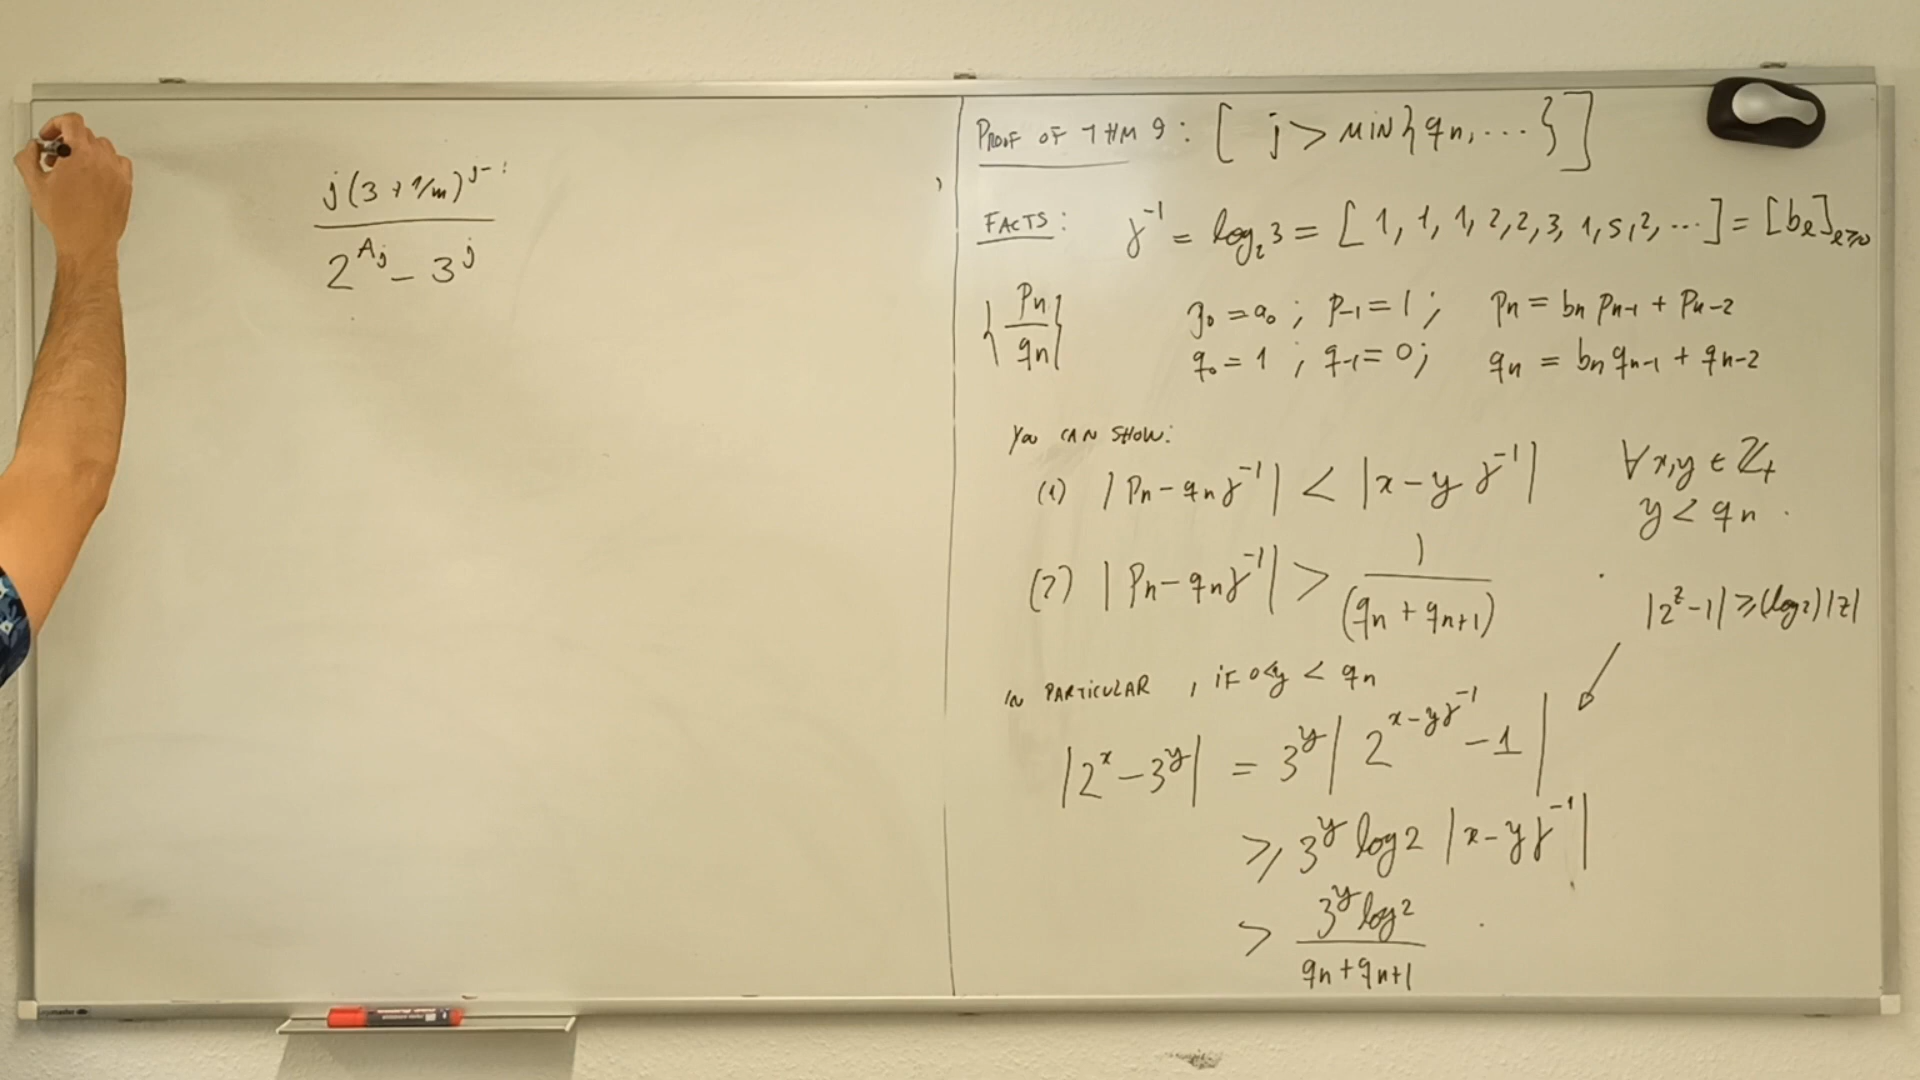 j(3 + 1/m)^{j-1}
2^{A_j} - 3^j
PROOF OF THM 9 : [ j > MIN { q_n, ... } ]
FACTS : γ^{-1} = log_2 3 = [ 1, 1, 1, 2, 2, 3, 1, 5, 2, ... ] = [b_ℓ]_{ℓ≥0}
{ p_n / q_n } p_0 = a_0 ; p_{-1} = 1 ; p_n = b_n p_{n-1} + p_{n-2}
q_0 = 1 ; q_{-1} = 0 ; q_n = b_n q_{n-1} + q_{n-2}
YOU CAN SHOW:
(1) | p_n - q_n γ^{-1} | < | x - y γ^{-1} | ∀ x, y ∈ ℤ_+
y < q_n .
(2) | p_n - q_n γ^{-1} | > 1 / (q_n + q_{n+1})
|2^z - 1| ≥ (log 2) |z|
IN PARTICULAR , IF 0 < y < q_n
| 2^x - 3^y | = 3^y | 2^{x - yγ^{-1}} - 1 |
≥ 3^y log 2 | x - y γ^{-1} |
> 3^y log 2 / q_n + q_{n+1}